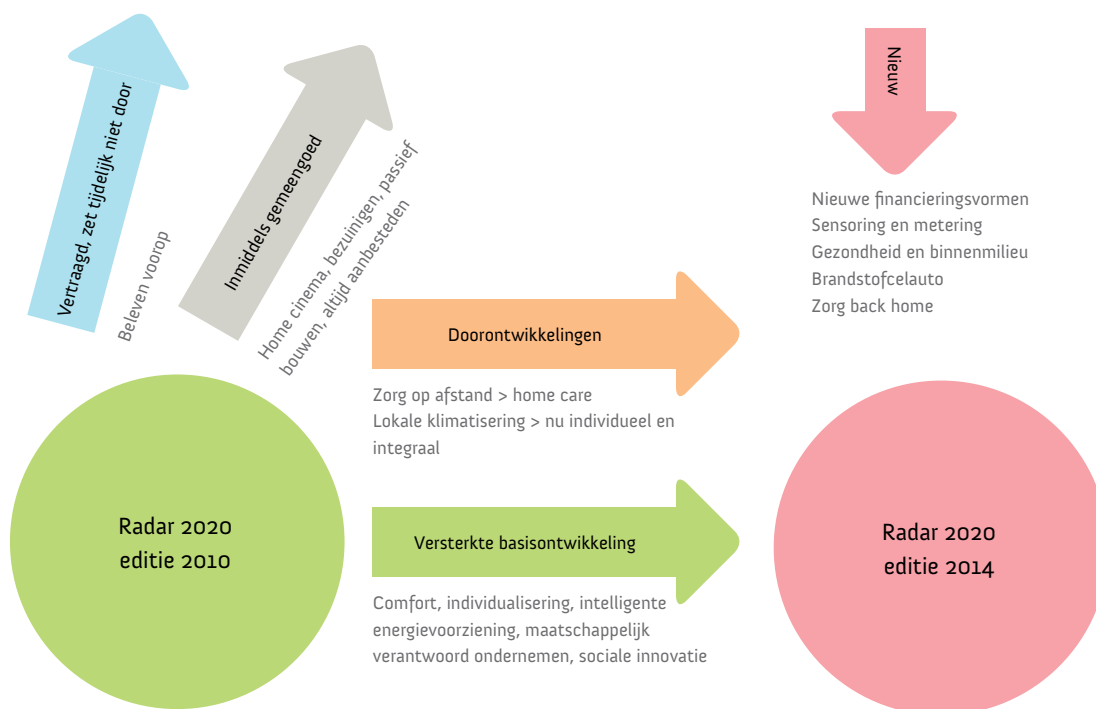 Vertraagd, zet tijdelijk niet door
Beleven voorop
Inmiddels gemeengoed
Home cinema, bezuinigen, passief
bouwen, altijd aanbesteden
Nieuw
Nieuwe financieringsvormen
Sensoring en metering
Gezondheid en binnenmilieu
Brandstofcelauto
Zorg back home
Doorontwikkelingen
Zorg op afstand > home care
Lokale klimatisering > nu individueel en
integraal
Radar 2020
editie 2010
Versterkte basisontwikkeling
Comfort, individualisering, intelligente
energievoorziening, maatschappelijk
verantwoord ondernemen, sociale innovatie
Radar 2020
editie 2014